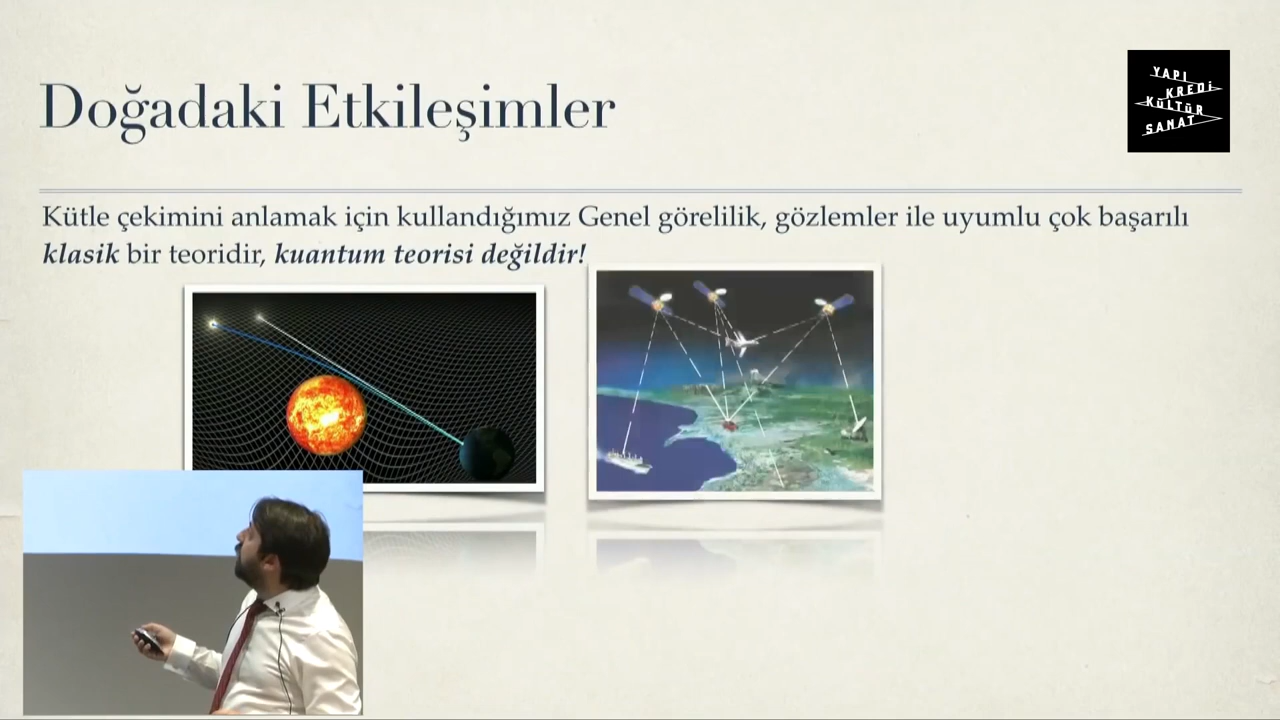 Doğadaki Etkileşimler
YAPI
KREDİ
KÜLTÜR
SANAT
Kütle çekimini anlamak için kullandığımız Genel görelilik, gözlemler ile uyumlu çok başarılı
klasik bir teoridir, kuantum teorisi değildir!